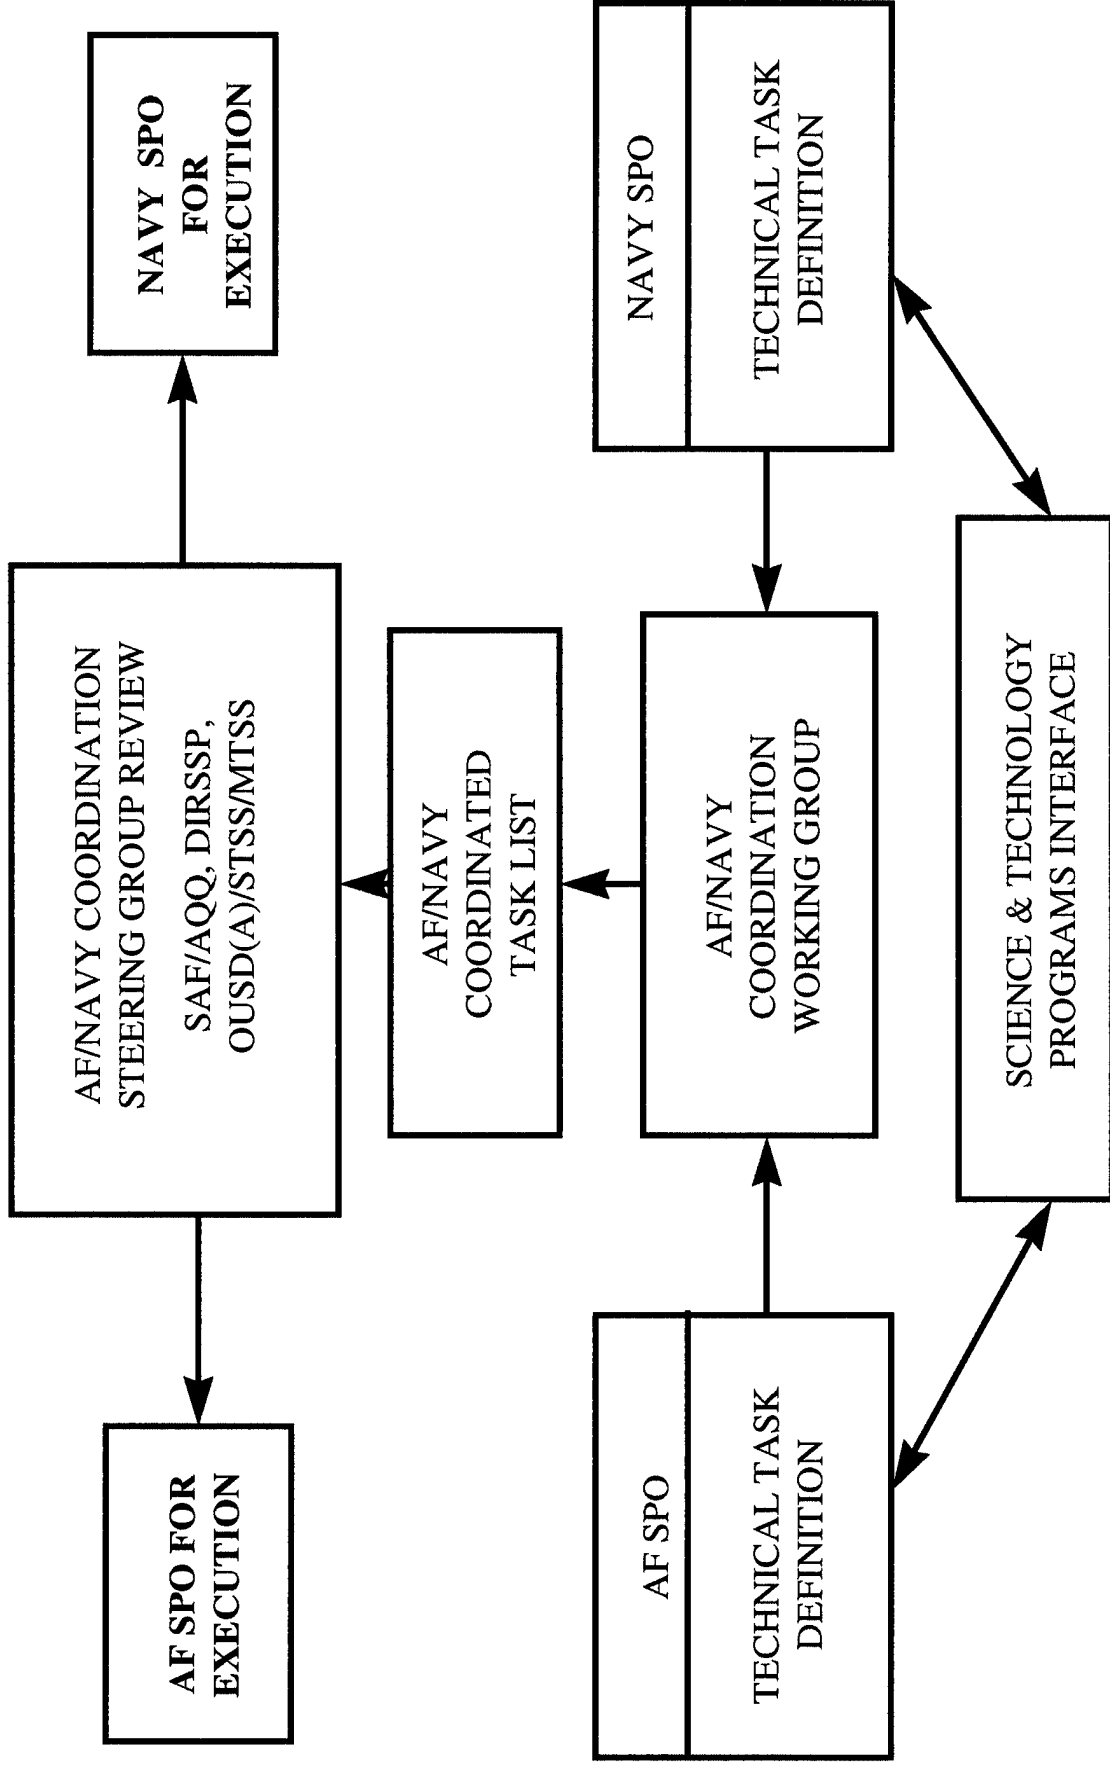 AF SPO FOR
EXECUTION
AF/NAVY COORDINATION
STEERING GROUP REVIEW
SAF/AQQ, DIRSSP,
OUSD(A)/STSS/MTSS
NAVY SPO
FOR
EXECUTION
AF/NAVY
COORDINATED
TASK LIST
AF SPO
TECHNICAL TASK
DEFINITION
AF/NAVY
COORDINATION
WORKING GROUP
NAVY SPO
TECHNICAL TASK
DEFINITION
SCIENCE & TECHNOLOGY
PROGRAMS INTERFACE